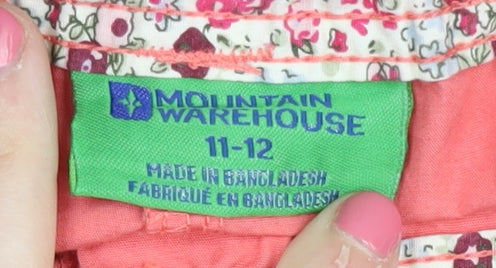 MOUNTAIN
WAREHOUSE
11-12
MADE IN BANGLADESH
FABRIQUÉ EN BANGLADESH